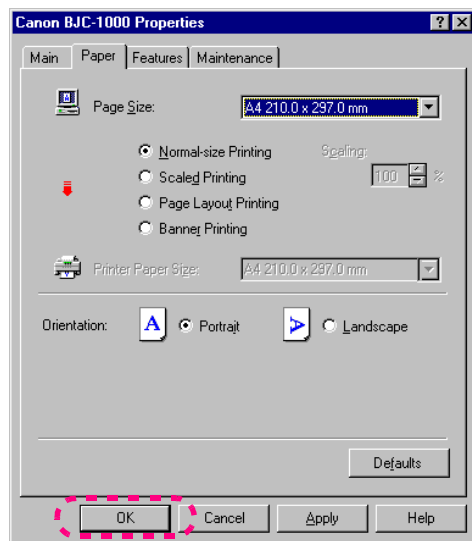 Canon BJC-1000 Properties
Main Paper Features Maintenance
Page Size: A4 210.0 x 297.0 mm
Normal-size Printing Scaling:
Scaled Printing 100 %
Page Layout Printing
Banner Printing
Printer Paper Size: A4 210.0 x 297.0 mm
Orientation: A Portrait A Landscape
Defaults
OK Cancel Apply Help